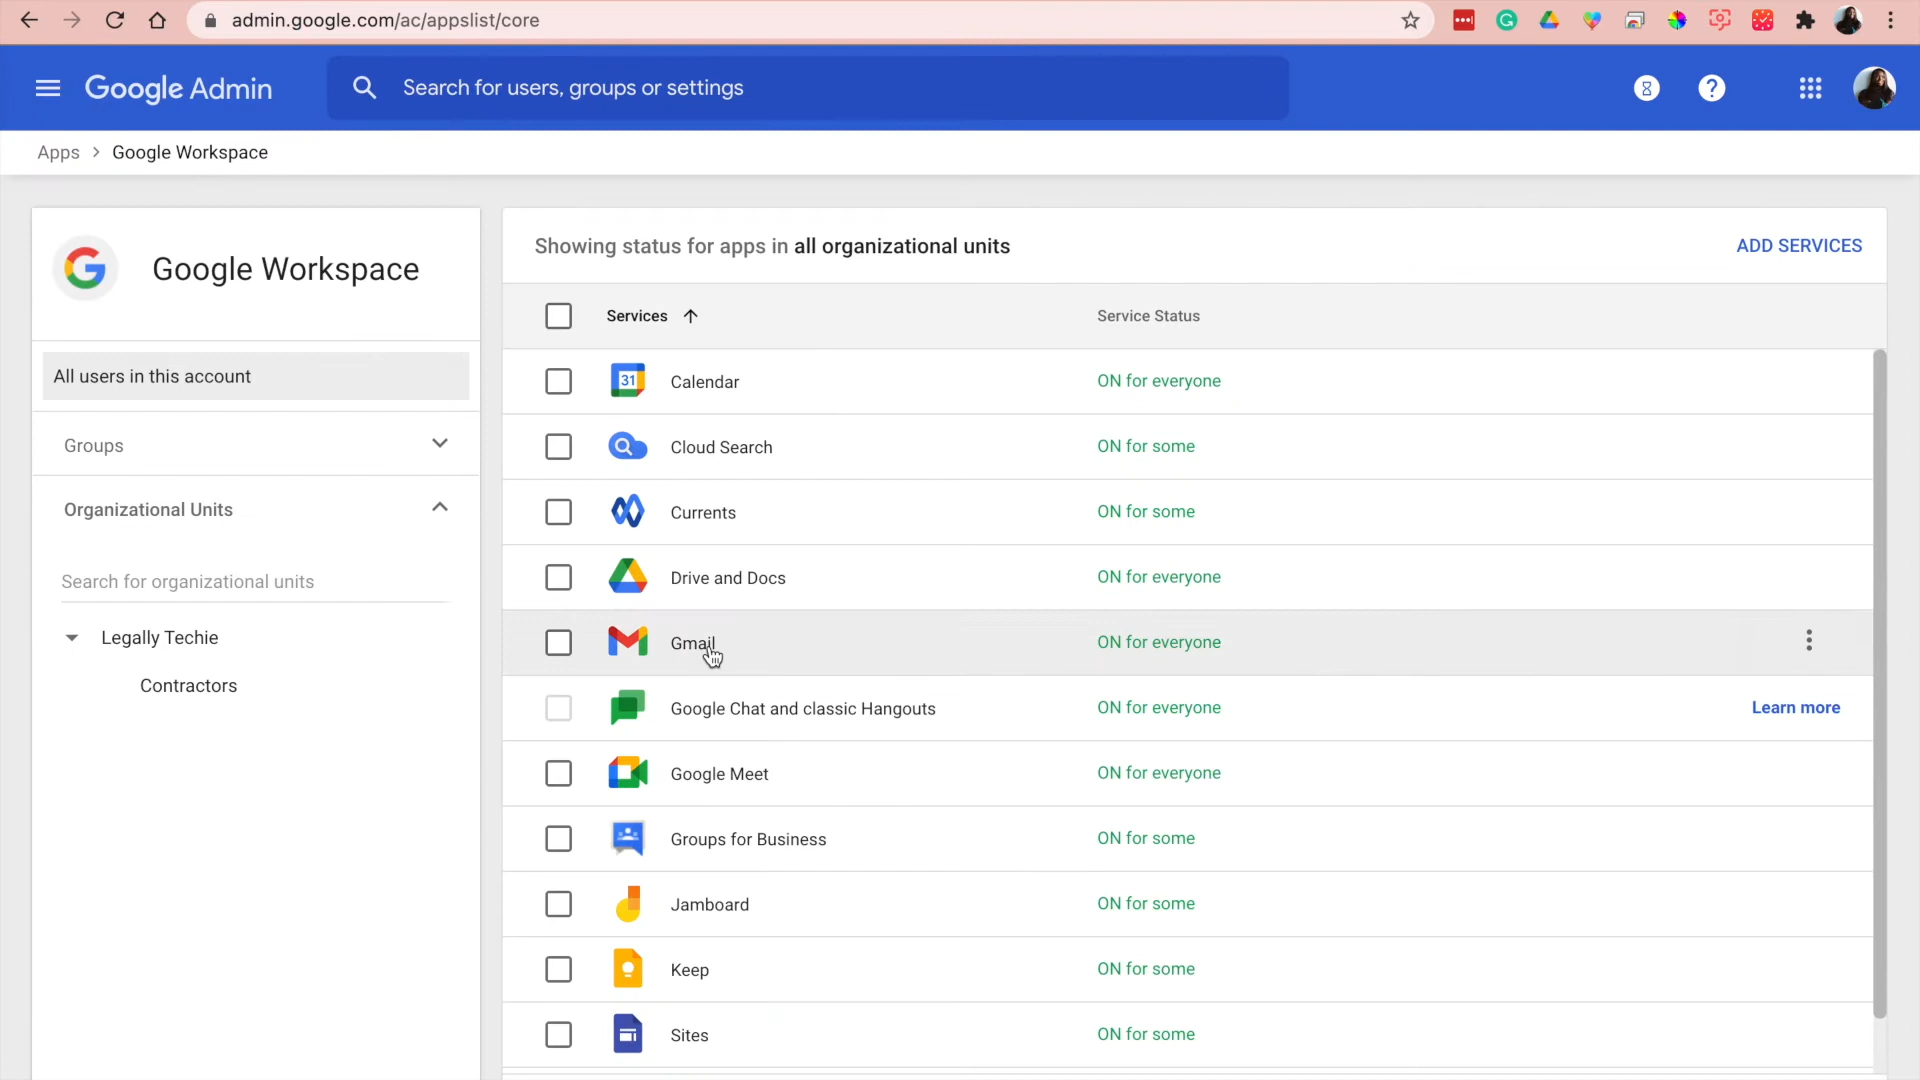 admin.google.com/ac/appslist/core
Google Admin
Search for users, groups or settings
Apps > Google Workspace
Google Workspace
All users in this account
Groups
Organizational Units
Search for organizational units
Legally Techie
Contractors
Showing status for apps in all organizational units
ADD SERVICES
Services
Service Status
31
Calendar
ON for everyone
Cloud Search
ON for some
Currents
ON for some
Drive and Docs
ON for everyone
Gmail
ON for everyone
Google Chat and classic Hangouts
ON for everyone
Learn more
Google Meet
ON for everyone
Groups for Business
ON for some
Jamboard
ON for some
Keep
ON for some
Sites
ON for some